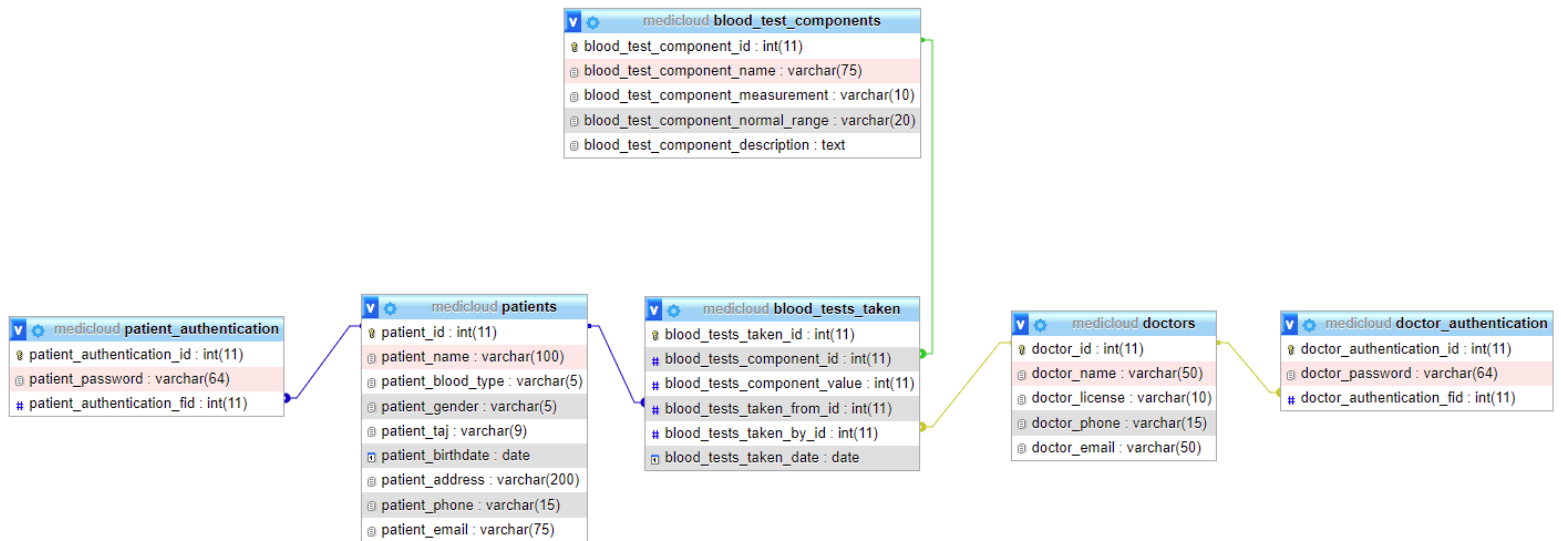 medicloud blood_test_components
blood_test_component_id : int(11)
blood_test_component_name : varchar(75)
blood_test_component_measurement : varchar(10)
blood_test_component_normal_range : varchar(20)
blood_test_component_description : text
medicloud patient_authentication
patient_authentication_id : int(11)
patient_password : varchar(64)
patient_authentication_fid : int(11)
medicloud patients
patient_id : int(11)
patient_name : varchar(100)
patient_blood_type : varchar(5)
patient_gender : varchar(5)
patient_taj : varchar(9)
patient_birthdate : date
patient_address : varchar(200)
patient_phone : varchar(15)
patient_email : varchar(75)
medicloud blood_tests_taken
blood_tests_taken_id : int(11)
blood_tests_component_id : int(11)
blood_tests_component_value : int(11)
blood_tests_taken_from_id : int(11)
blood_tests_taken_by_id : int(11)
blood_tests_taken_date : date
medicloud doctors
doctor_id : int(11)
doctor_name : varchar(50)
doctor_license : varchar(10)
doctor_phone : varchar(15)
doctor_email : varchar(50)
medicloud doctor_authentication
doctor_authentication_id : int(11)
doctor_password : varchar(64)
doctor_authentication_fid : int(11)